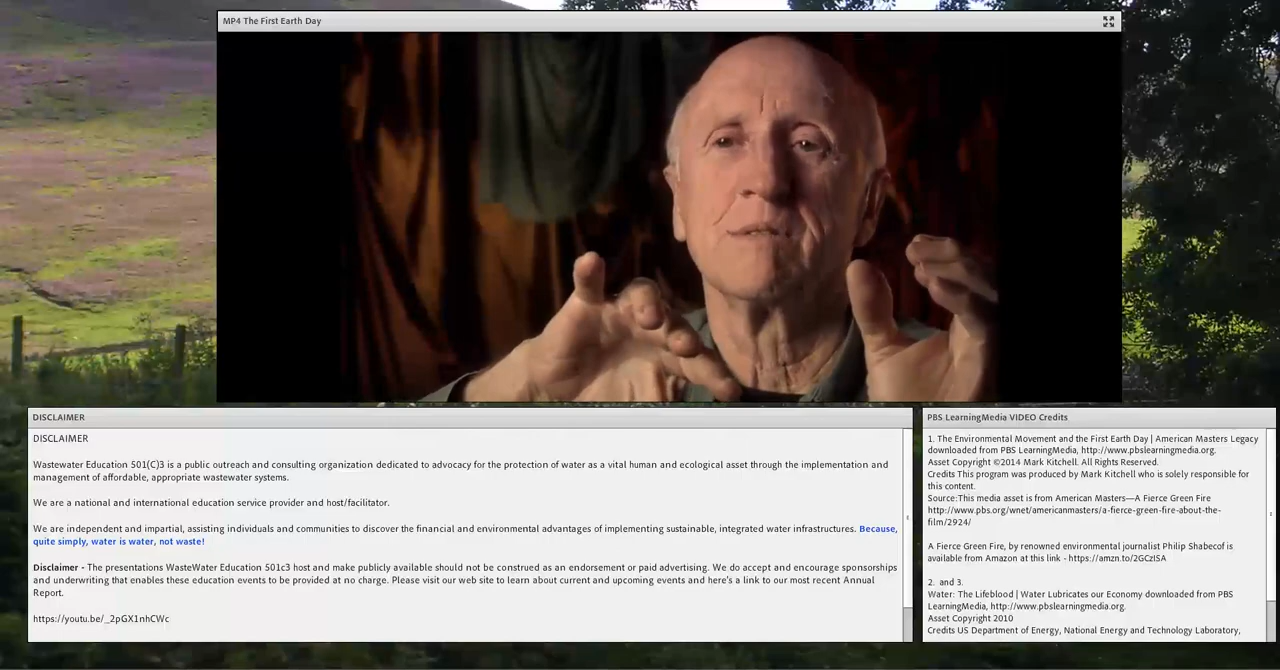 MP4 The First Earth Day
DISCLAIMER
DISCLAIMER
Wastewater Education 501(C)3 is a public outreach and consulting organization dedicated to advocacy for the protection of water as a vital human and ecological asset through the implementation and
management of affordable, appropriate wastewater systems.
We are a national and international education service provider and host/facilitator.
We are independent and impartial, assisting individuals and communities to discover the financial and environmental advantages of implementing sustainable, integrated water infrastructures. Because,
quite simply, water is water, not waste!
Disclaimer - The presentations WasteWater Education 501c3 host and make publicly available should not be construed as an endorsement or paid advertising. We do accept and encourage sponsorships
and underwriting that enables these education events to be provided at no charge. Please visit our web site to learn about current and upcoming events and here's a link to our most recent Annual
Report.
https://youtu.be/_2pGX1nhCWc
PBS LearningMedia VIDEO Credits
1. The Environmental Movement and the First Earth Day | American Masters Legacy
downloaded from PBS LearningMedia, http://www.pbslearningmedia.org.
Asset Copyright ©2014 Mark Kitchell. All Rights Reserved.
Credits This program was produced by Mark Kitchell who is solely responsible for
this content.
Source:This media asset is from American Masters—A Fierce Green Fire
http://www.pbs.org/wnet/americanmasters/a-fierce-green-fire-about-the-
film/2924/
A Fierce Green Fire, by renowned environmental journalist Philip Shabecof is
available from Amazon at this link - https://amzn.to/2GCzISA
2. and 3.
Water: The Lifeblood | Water Lubricates our Economy downloaded from PBS
LearningMedia, http://www.pbslearningmedia.org.
Asset Copyright 2010
Credits US Department of Energy, National Energy and Technology Laboratory,